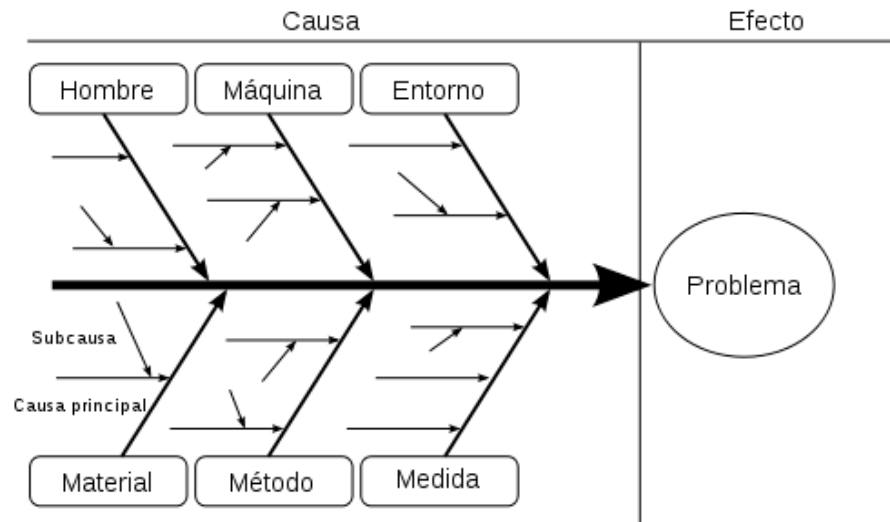 Causa
Efecto
Hombre
Máquina
Entorno
Problema
Subcausa
Causa principal
Material
Método
Medida